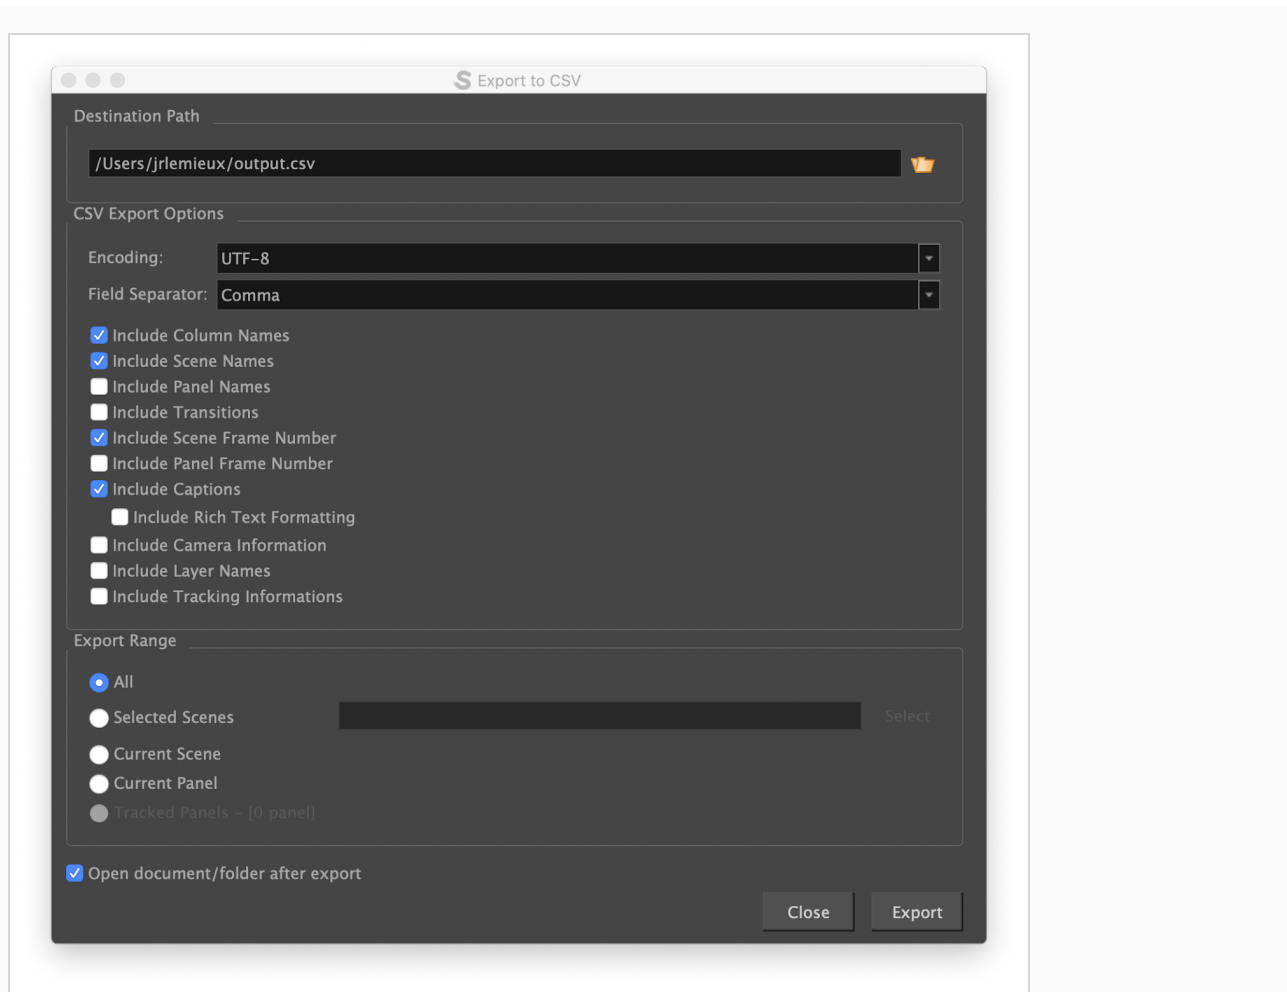 Export to CSV
Destination Path
/Users/jrlemieux/output.csv
CSV Export Options
Encoding: UTF-8
Field Separator: Comma
Include Column Names
Include Scene Names
Include Panel Names
Include Transitions
Include Scene Frame Number
Include Panel Frame Number
Include Captions
Include Rich Text Formatting
Include Camera Information
Include Layer Names
Include Tracking Informations
Export Range
All
Selected Scenes Select
Current Scene
Current Panel
Tracked Panels - [0 panel]
Open document/folder after export
Close Export